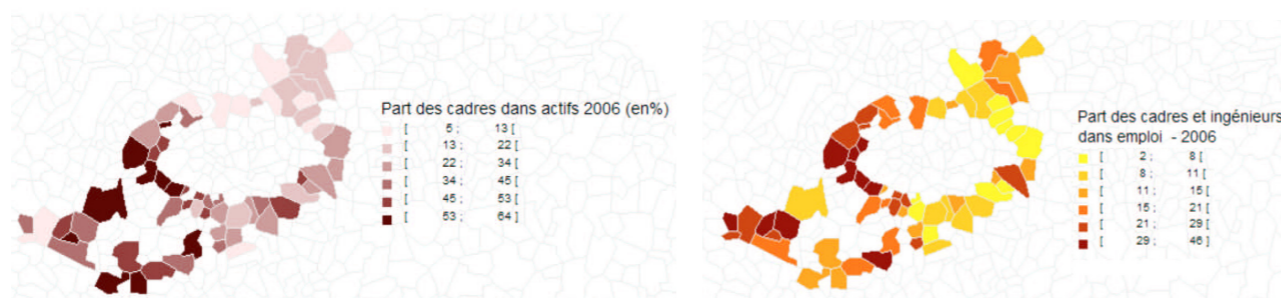 Part des cadres dans actifs 2006 (en%)
[ 5 ; 13 [
[ 13 ; 22 [
[ 22 ; 34 [
[ 34 ; 45 [
[ 45 ; 53 [
[ 53 ; 64 [
Part des cadres et ingénieurs
dans emploi - 2006
[ 2 ; 8 [
[ 8 ; 11 [
[ 11 ; 15 [
[ 15 ; 21 [
[ 21 ; 29 [
[ 29 ; 46 [